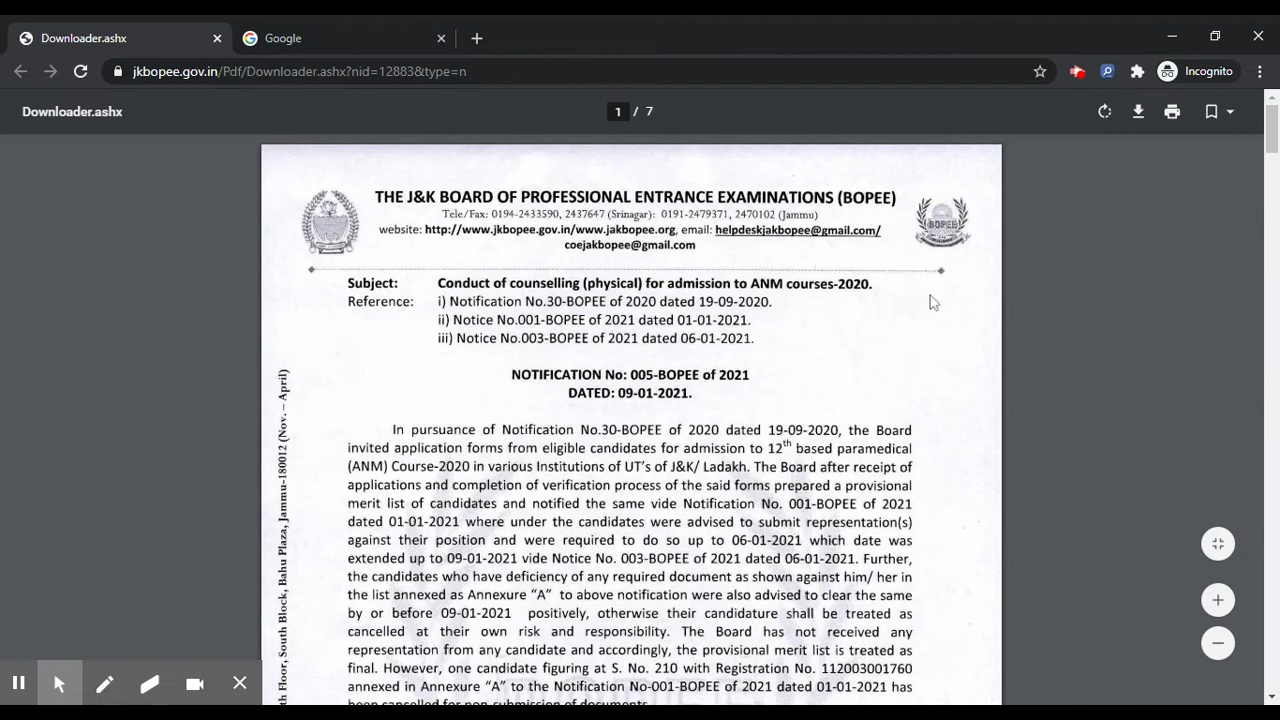 Downloader.ashx
Google
jkbopee.gov.in/Pdf/Downloader.ashx?nid=12883&type=n
Incognito
Downloader.ashx
1 / 7
THE J&K BOARD OF PROFESSIONAL ENTRANCE EXAMINATIONS (BOPEE)
Tele/Fax: 0194-2433590, 2437647 (Srinagar): 0191-2479371, 2470102 (Jammu)
website: http://www.jkbopee.gov.in/www.jakbopee.org, email: helpdeskjakbopee@gmail.com/
coejakbopee@gmail.com
BOPEE
Subject: Conduct of counselling (physical) for admission to ANM courses-2020.
Reference: i) Notification No.30-BOPEE of 2020 dated 19-09-2020.
ii) Notice No.001-BOPEE of 2021 dated 01-01-2021.
iii) Notice No.003-BOPEE of 2021 dated 06-01-2021.
NOTIFICATION No: 005-BOPEE of 2021
DATED: 09-01-2021.
In pursuance of Notification No.30-BOPEE of 2020 dated 19-09-2020, the Board
invited application forms from eligible candidates for admission to 12th based paramedical
(ANM) Course-2020 in various Institutions of UT's of J&K/ Ladakh. The Board after receipt of
applications and completion of verification process of the said forms prepared a provisional
merit list of candidates and notified the same vide Notification No. 001-BOPEE of 2021
dated 01-01-2021 where under the candidates were advised to submit representation(s)
against their position and were required to do so up to 06-01-2021 which date was
extended up to 09-01-2021 vide Notice No. 003-BOPEE of 2021 dated 06-01-2021. Further,
the candidates who have deficiency of any required document as shown against him/ her in
the list annexed as Annexure “A” to above notification were also advised to clear the same
by or before 09-01-2021 positively, otherwise their candidature shall be treated as
cancelled at their own risk and responsibility. The Board has not received any
representation from any candidate and accordingly, the provisional merit list is treated as
final. However, one candidate figuring at S. No. 210 with Registration No. 112003001760
annexed in Annexure “A” to the Notification No-001-BOPEE of 2021 dated 01-01-2021 has
been cancelled for non-submission of documents.
Floor, South Block, Bahu Plaza, Jammu-180012 (Nov. – April)